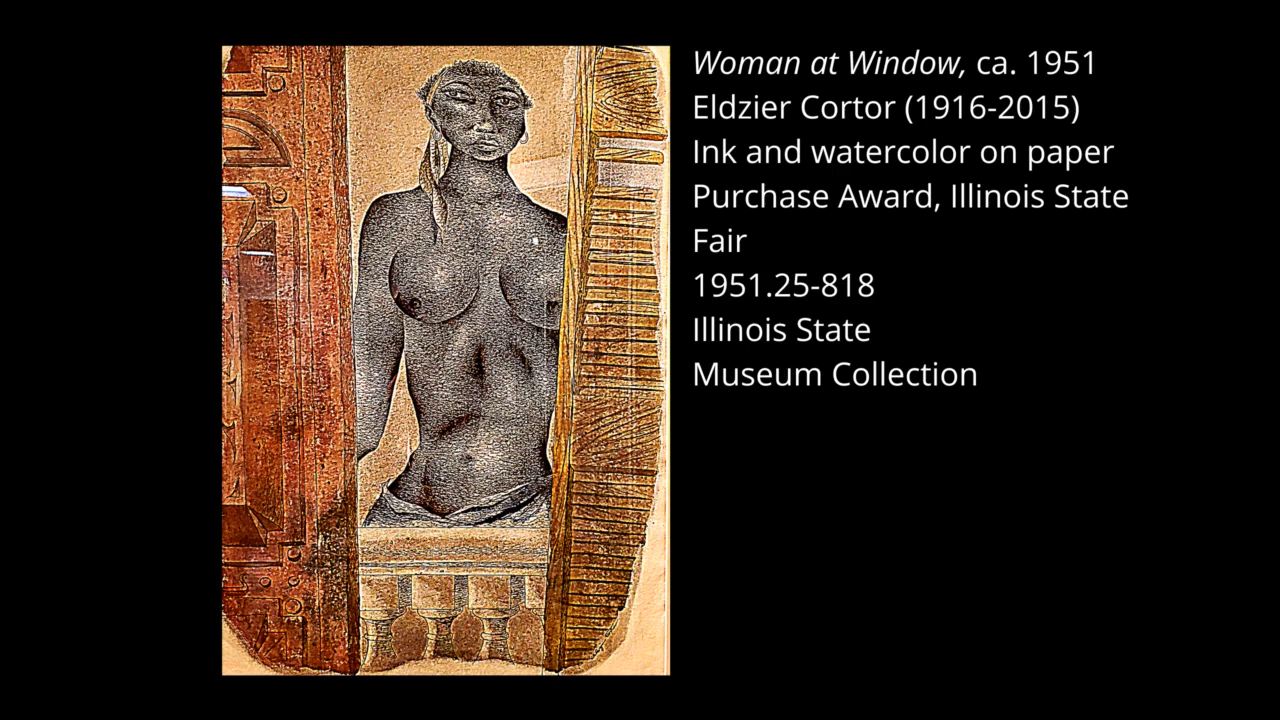 Woman at Window, ca. 1951
Eldzier Cortor (1916-2015)
Ink and watercolor on paper
Purchase Award, Illinois State
Fair
1951.25-818
Illinois State
Museum Collection